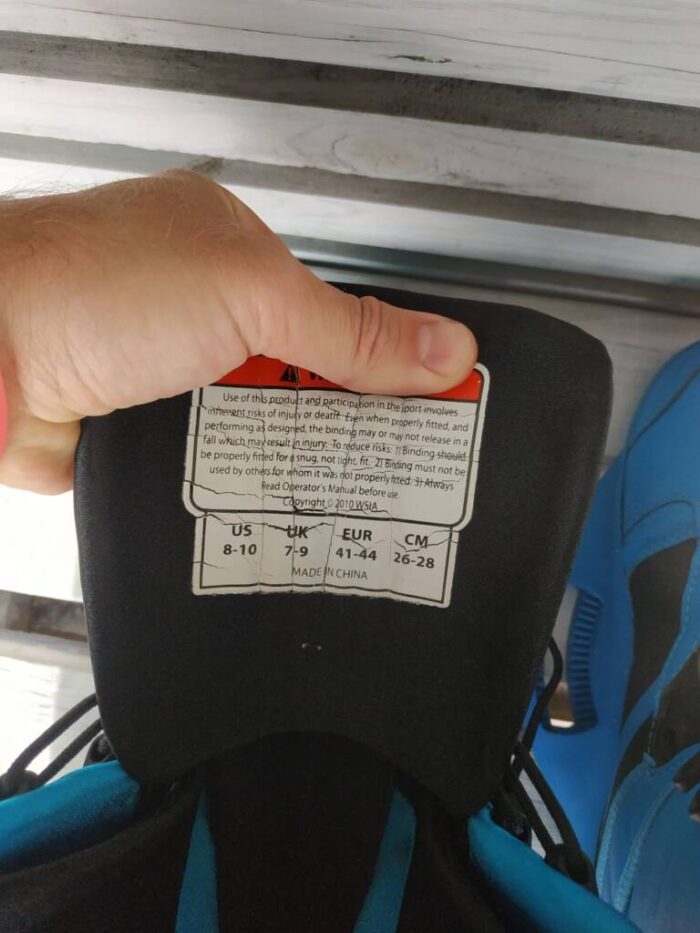 Use of this product and participation in the sport involves
inherent risks of injury or death. Even when properly fitted, and
performing as designed, the binding may or may not release in a
fall which may result in injury. To reduce risks: 1) Binding should
be properly fitted for a snug, not tight, fit. 2) Binding must not be
used by others for whom it was not properly fitted. 3) Always
Read Operator's Manual before use.
Copyright © 2010 WSIA
US UK EUR CM
8-10 7-9 41-44 26-28
MADE IN CHINA